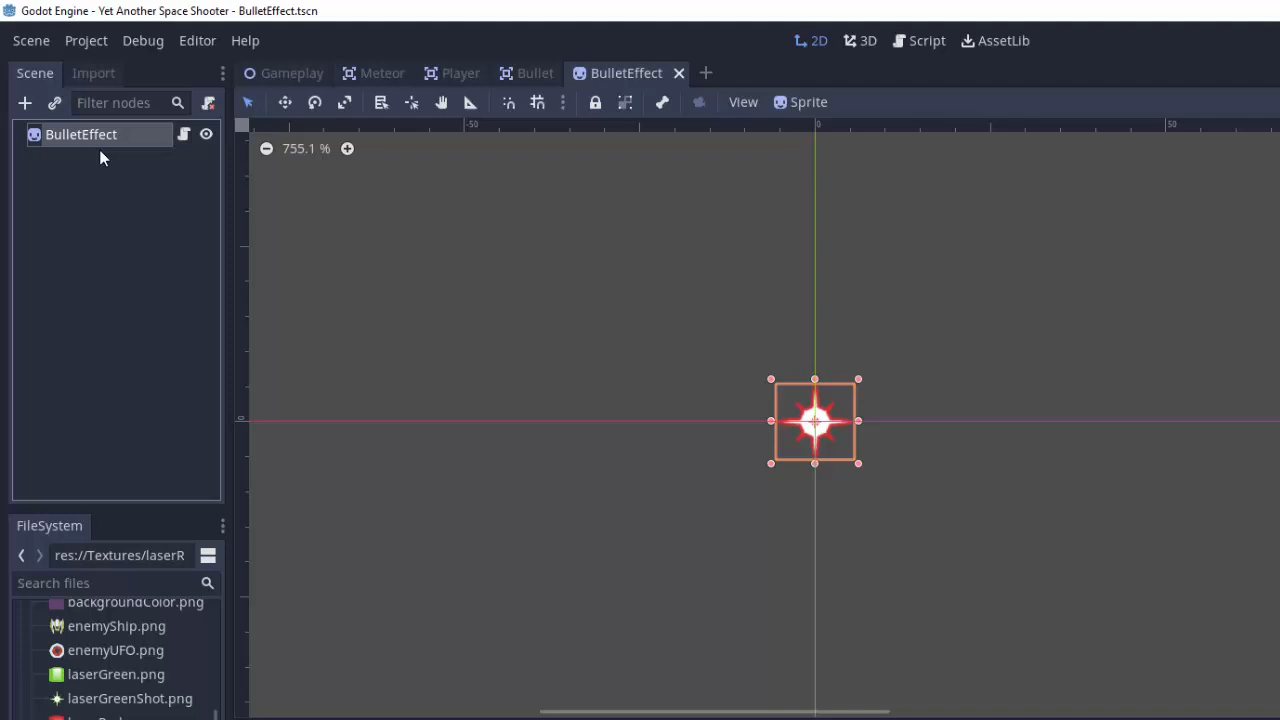 Godot Engine - Yet Another Space Shooter - BulletEffect.tscn
Scene Project Debug Editor Help 2D 3D Script AssetLib
Scene Import Gameplay Meteor Player Bullet BulletEffect
Filter nodes View Sprite
-50 0 50
BulletEffect
755.1 %
0
FileSystem
res://Textures/laserR
Search files
backgroundColor.png
enemyShip.png
enemyUFO.png
laserGreen.png
laserGreenShot.png